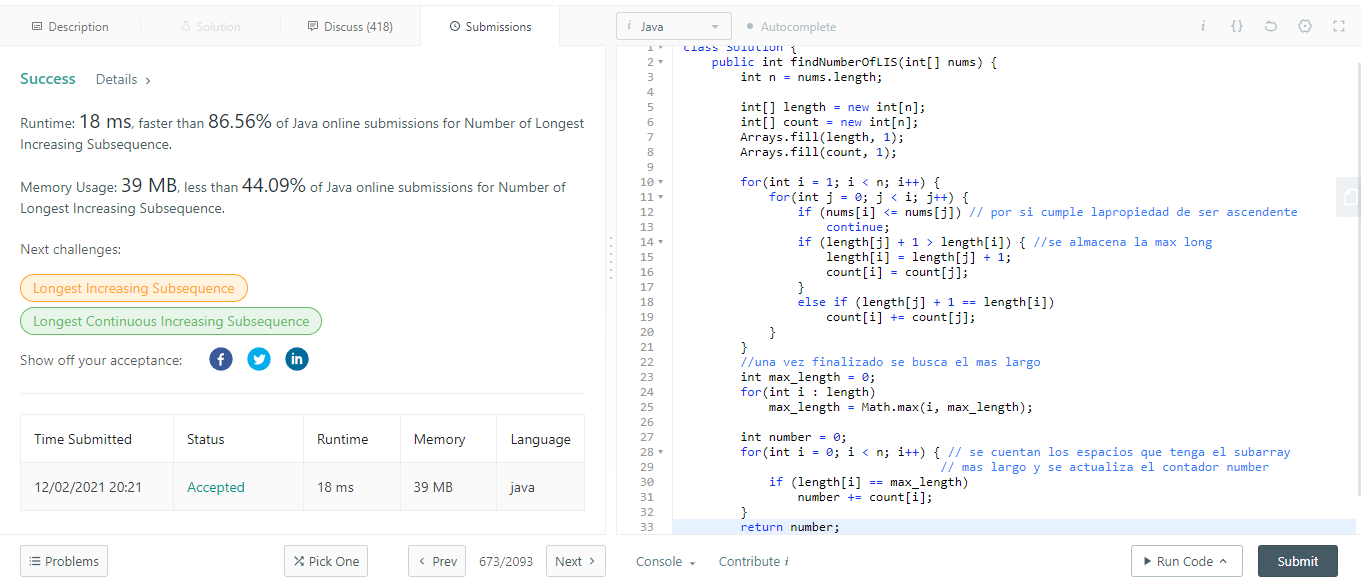 Description
Solution
Discuss (418)
Submissions
Success
Details >
Runtime: 18 ms, faster than 86.56% of Java online submissions for Number of Longest
Increasing Subsequence.
Memory Usage: 39 MB, less than 44.09% of Java online submissions for Number of
Longest Increasing Subsequence.
Next challenges:
Longest Increasing Subsequence
Longest Continuous Increasing Subsequence
Show off your acceptance:
Time Submitted Status Runtime Memory Language
12/02/2021 20:21 Accepted 18 ms 39 MB java
Problems
Pick One
< Prev
673/2093
Next >
i Java
Autocomplete
i {}
1 class Solution {
2 public int findNumberOfLIS(int[] nums) {
3 int n = nums.length;
4
5 int[] length = new int[n];
6 int[] count = new int[n];
7 Arrays.fill(length, 1);
8 Arrays.fill(count, 1);
9
10 for(int i = 1; i < n; i++) {
11 for(int j = 0; j < i; j++) {
12 if (nums[i] <= nums[j]) // por si cumple lapropiedad de ser ascendente
13 continue;
14 if (length[j] + 1 > length[i]) { //se almacena la max long
15 length[i] = length[j] + 1;
16 count[i] = count[j];
17 }
18 else if (length[j] + 1 == length[i])
19 count[i] += count[j];
20 }
21 }
22 //una vez finalizado se busca el mas largo
23 int max_length = 0;
24 for(int i : length)
25 max_length = Math.max(i, max_length);
26
27 int number = 0;
28 for(int i = 0; i < n; i++) { // se cuentan los espacios que tenga el subarray
29 // mas largo y se actualiza el contador number
30 if (length[i] == max_length)
31 number += count[i];
32 }
33 return number;
Console
Contribute i
Run Code
Submit